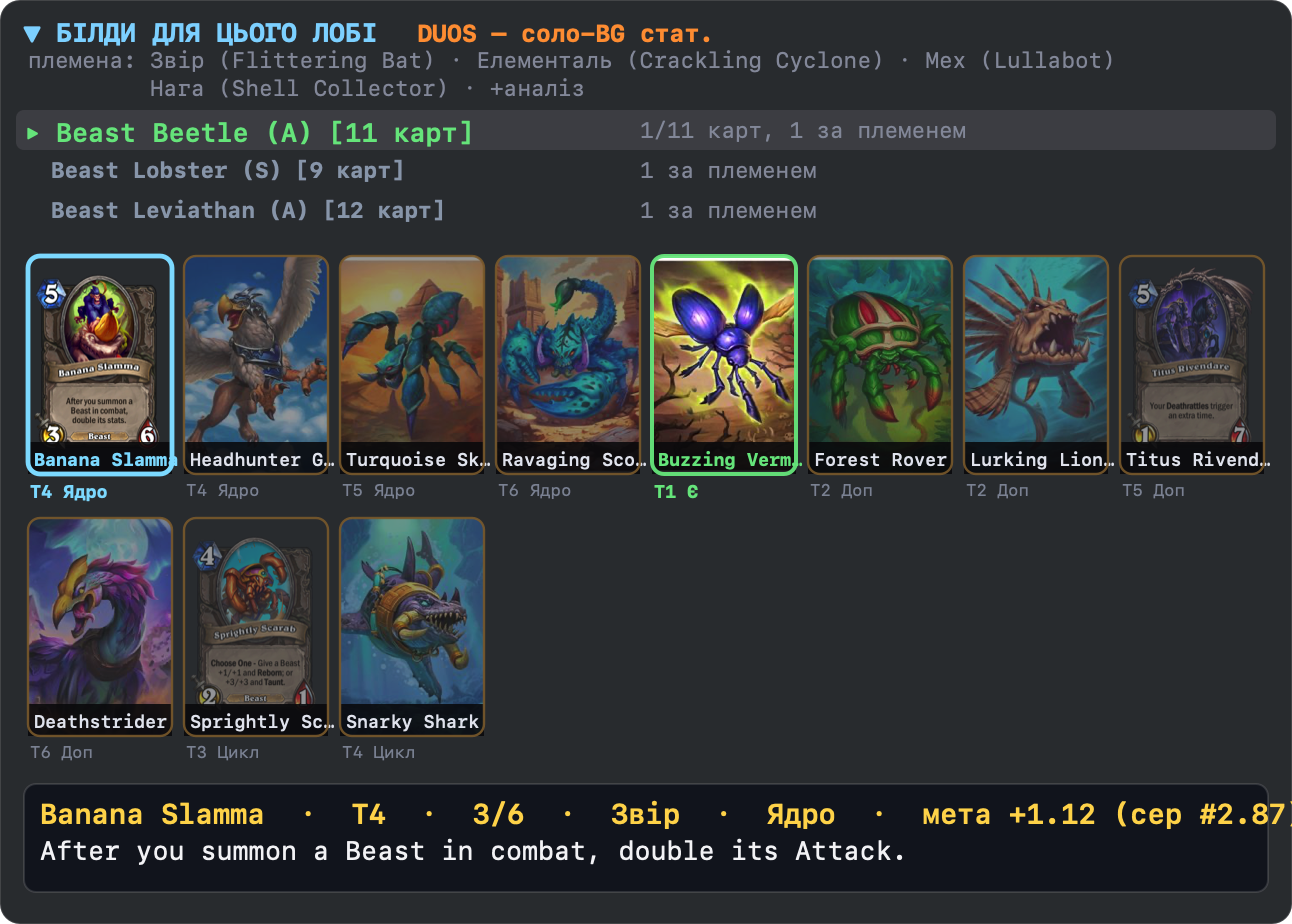 ▼ БІЛДИ ДЛЯ ЦЬОГО ЛОБІ DUOS — соло-BG стат.
племена: Звір (Flittering Bat) · Елементаль (Crackling Cyclone) · Мех (Lullabot)
Нага (Shell Collector) · +аналіз
▸ Beast Beetle (A) [11 карт] 1/11 карт, 1 за племенем
Beast Lobster (S) [9 карт] 1 за племенем
Beast Leviathan (A) [12 карт] 1 за племенем
5
Banana Slamma
After you summon a
Beast in combat,
double its stats.
3 Beast 6
5
Titus Rivendare
Your Deathrattles trigger
an extra time.
1 7
Banana Slamma Headhunter G… Turquoise Sk… Ravaging Sco… Buzzing Verm… Forest Rover Lurking Lion… Titus Rivend…
T4 Ядро T4 Ядро T5 Ядро T6 Ядро T1 Є T2 Доп T2 Доп T5 Доп
4
Sprightly Scarab
Choose One - Give a Beast
+1/+1 and Reborn; or
+3/+3 and Taunt.
2 Beast 1
Deathstrider Sprightly Sc… Snarky Shark
T6 Доп T3 Цикл T4 Цикл
Banana Slamma · T4 · 3/6 · Звір · Ядро · мета +1.12 (сер #2.87)
After you summon a Beast in combat, double its Attack.